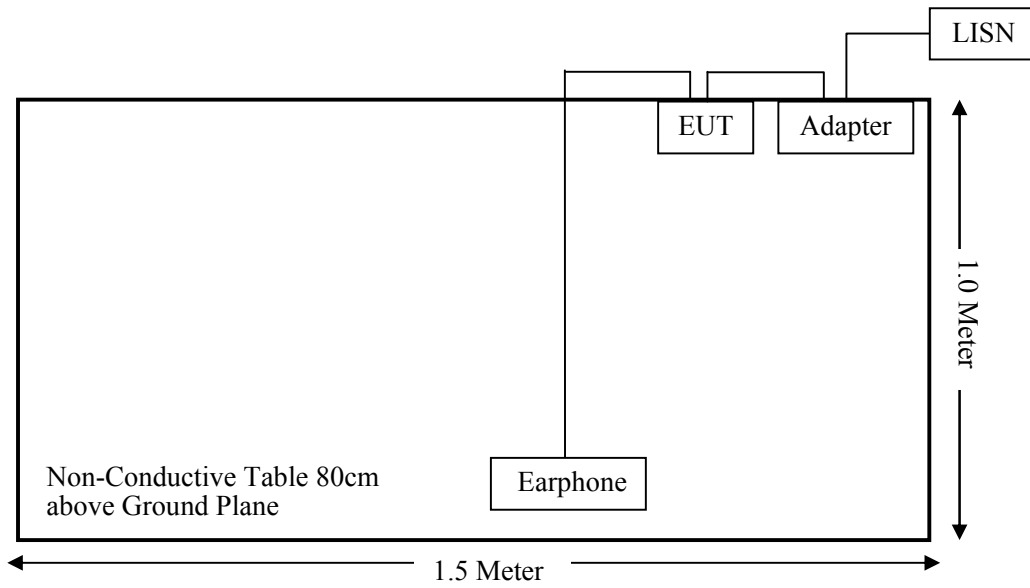 LISN
EUT
Adapter
1.0 Meter
Earphone
Non-Conductive Table 80cm
above Ground Plane
1.5 Meter